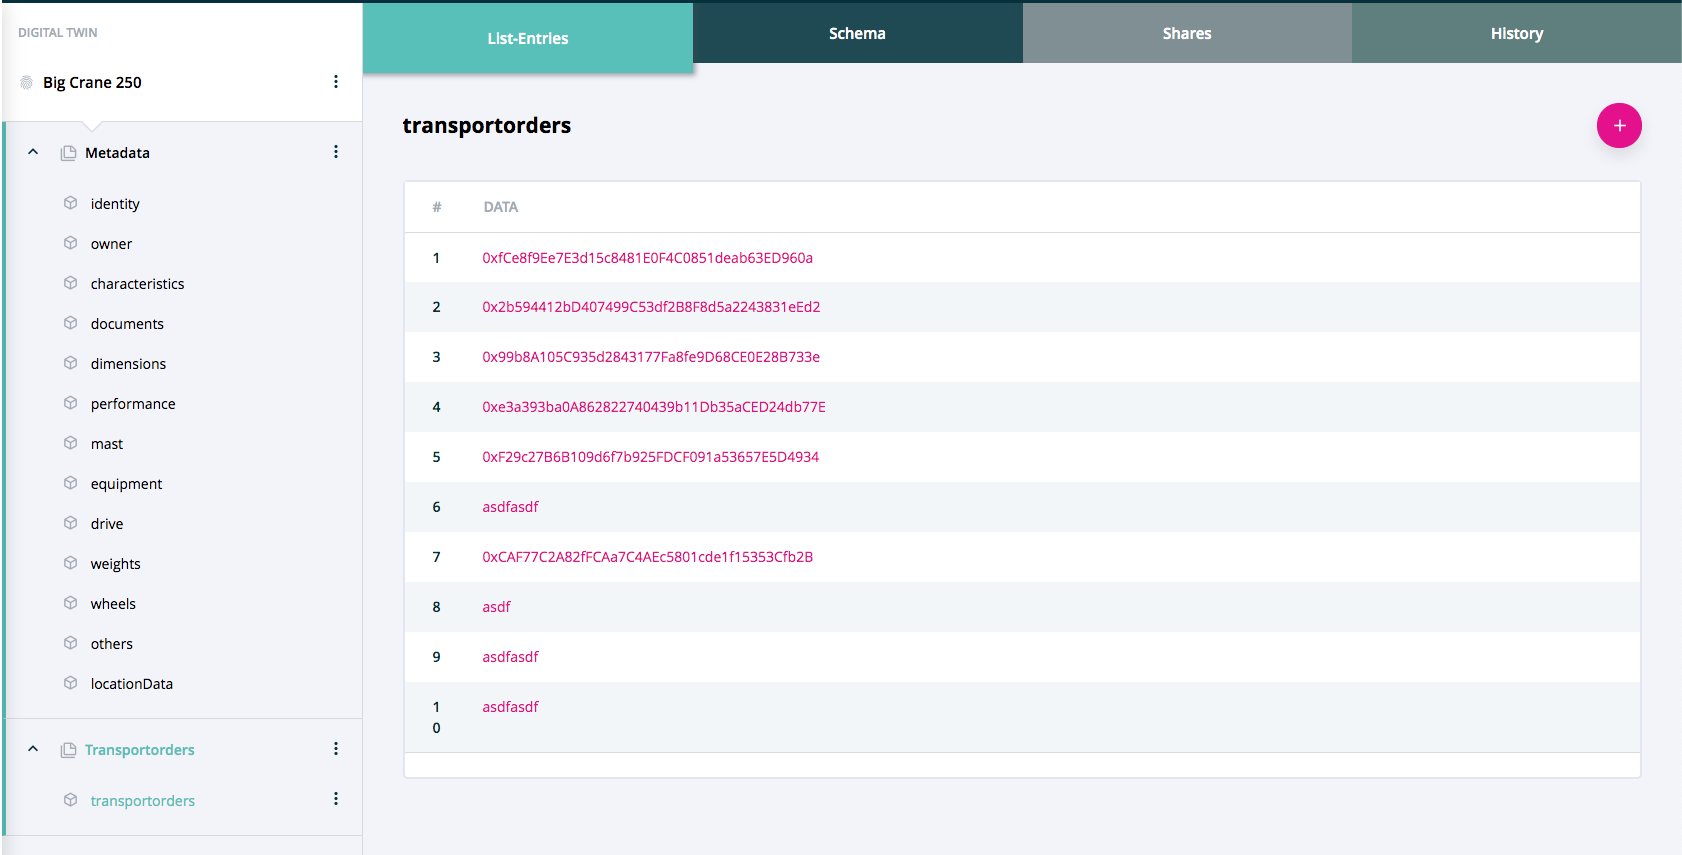 DIGITAL TWIN
Big Crane 250
Metadata
identity
owner
characteristics
documents
dimensions
performance
mast
equipment
drive
weights
wheels
others
locationData
Transportorders
transportorders
List-Entries
Schema
Shares
History
transportorders
+
# DATA
1 0xfCe8f9Ee7E3d15c8481E0F4C0851deab63ED960a
2 0x2b594412bD407499C53df2B8F8d5a2243831eEd2
3 0x99b8A105C935d2843177Fa8fe9D68CE0E28B733e
4 0xe3a393ba0A862822740439b11Db35aCED24db77E
5 0xF29c27B6B109d6f7b925FDCF091a53657E5D4934
6 asdfasdf
7 0xCAF77C2A82fFCAa7C4AEc5801cde1f15353Cfb2B
8 asdf
9 asdfasdf
1 asdfasdf
0